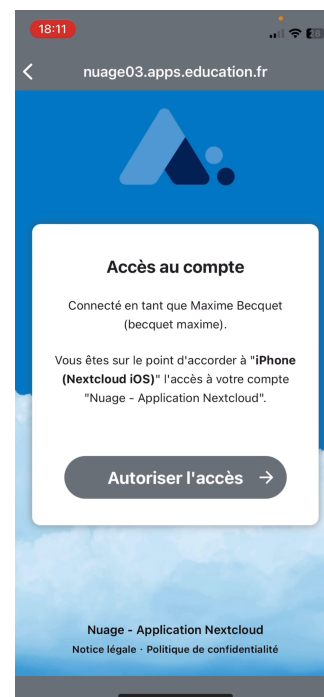 18:11
nuage03.apps.education.fr
Accès au compte
Connecté en tant que Maxime Becquet
(becquet maxime).
Vous êtes sur le point d'accorder à "iPhone
(Nextcloud iOS)" l'accès à votre compte
"Nuage - Application Nextcloud".
Autoriser l'accès →
Nuage - Application Nextcloud
Notice légale · Politique de confidentialité